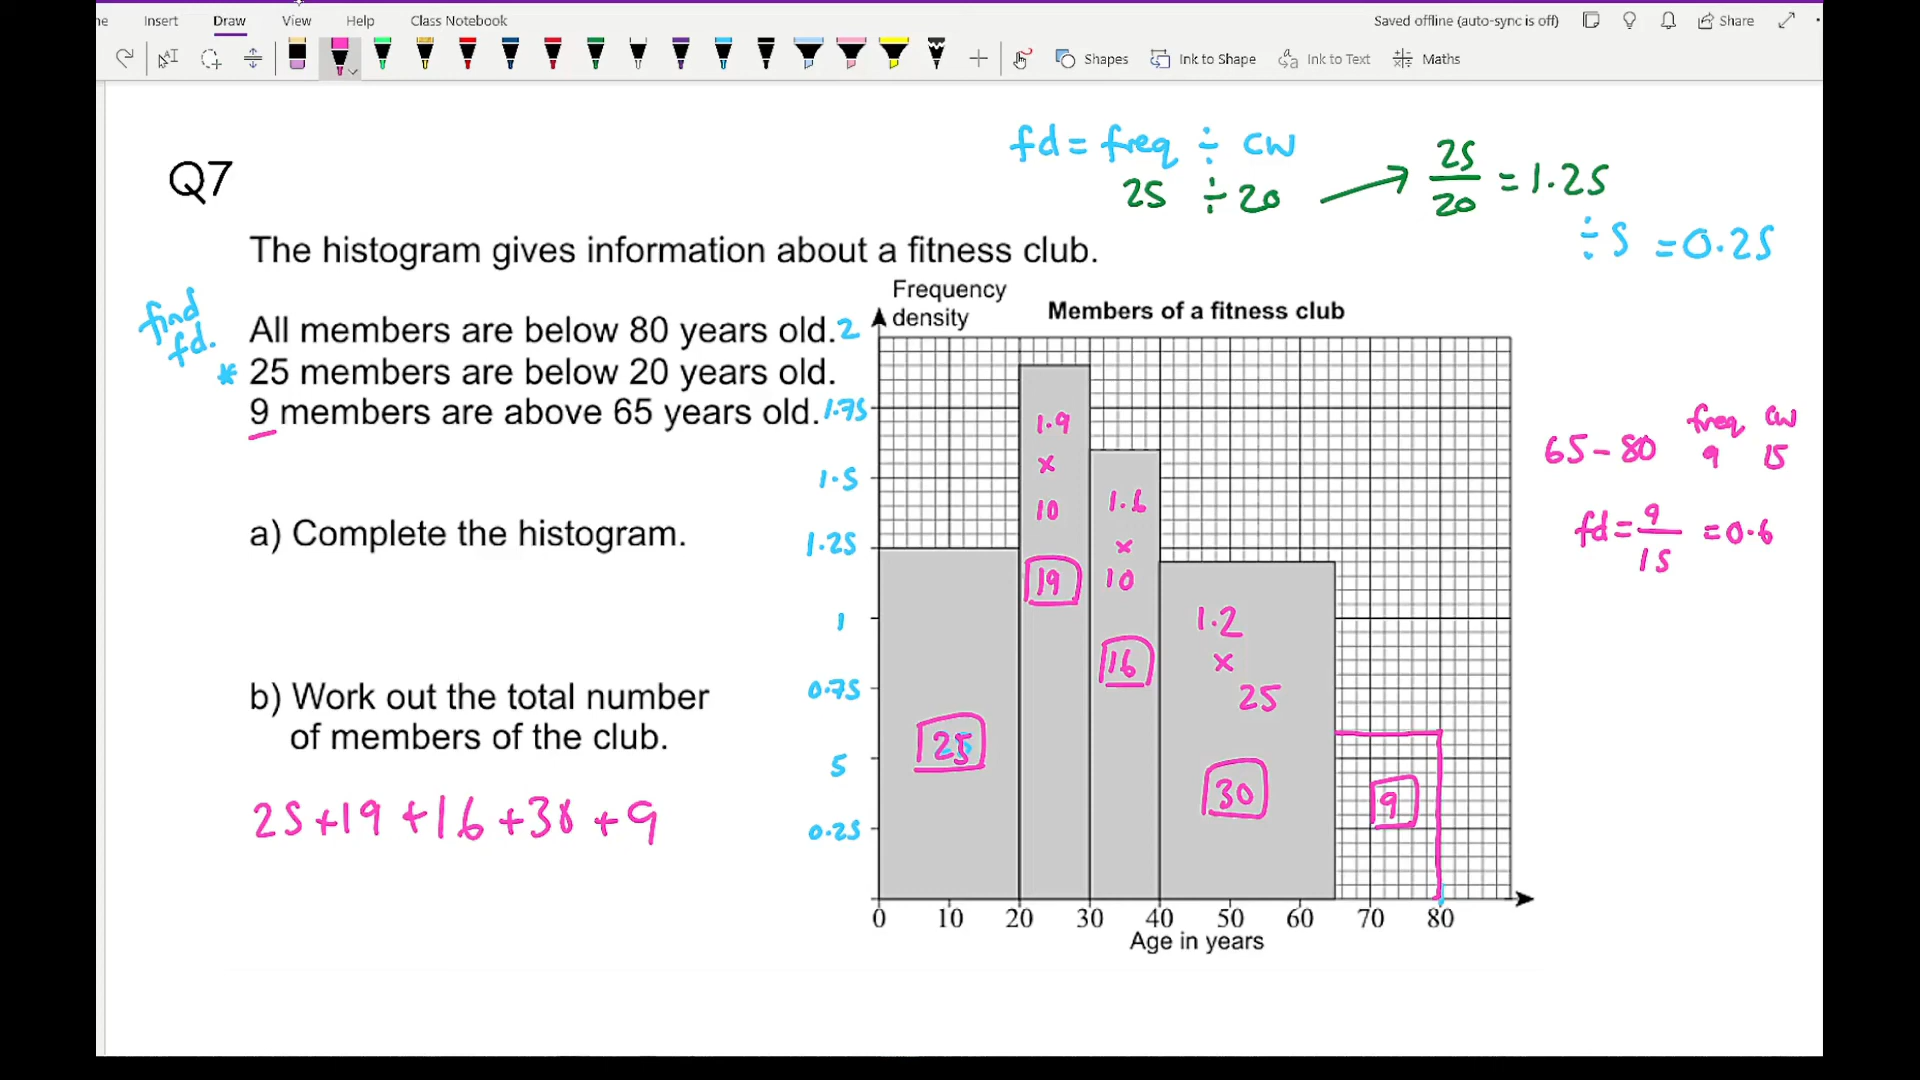 Insert Draw View Help Class Notebook Saved offline (auto-sync is off) Share
Shapes Ink to Shape Ink to Text Maths
fd = freq ÷ cw
25 ÷ 20 → 25/20 = 1.25
÷ 5 = 0.25
Q7
The histogram gives information about a fitness club.
find
fd.
All members are below 80 years old.
* 25 members are below 20 years old.
9 members are above 65 years old.
a) Complete the histogram.
b) Work out the total number
of members of the club.
25 + 19 + 16 + 30 + 9
Frequency
density
Members of a fitness club
2
1.75
1.5
1.25
1
0.75
5
0.25
25
1.9
×
10
19
1.6
×
10
16
1.2
×
25
30
9
0 10 20 30 40 50 60 70 80
Age in years
freq cw
65 – 80 9 15
fd = 9/15 = 0.6